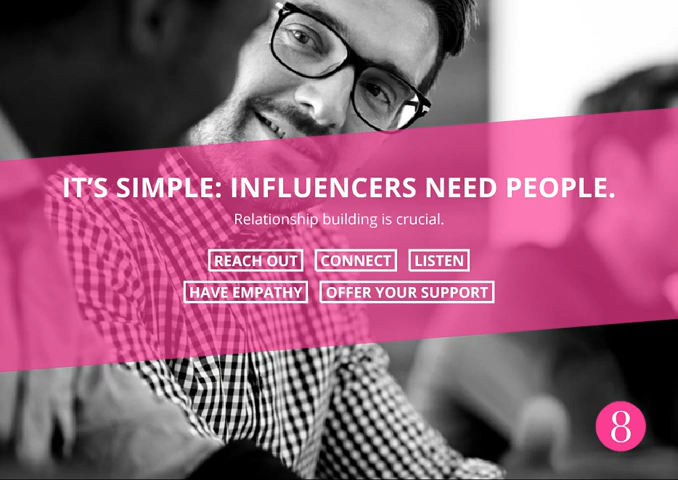 IT'S SIMPLE: INFLUENCERS NEED PEOPLE.
Relationship building is crucial.
REACH OUT CONNECT LISTEN
HAVE EMPATHY OFFER YOUR SUPPORT
8